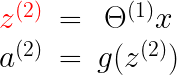 z⁽²⁾ = Θ⁽¹⁾x
a⁽²⁾ = g(z⁽²⁾)